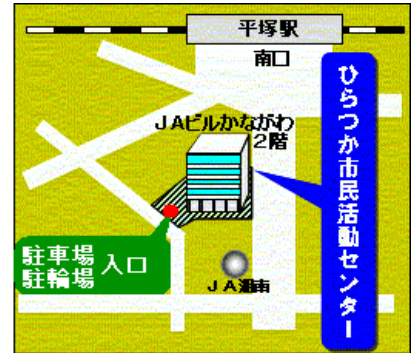 平塚駅
南口
JAビルかながわ
2階
ひらつか市民活動センター
駐車場
駐輪場
入口
JA湘南